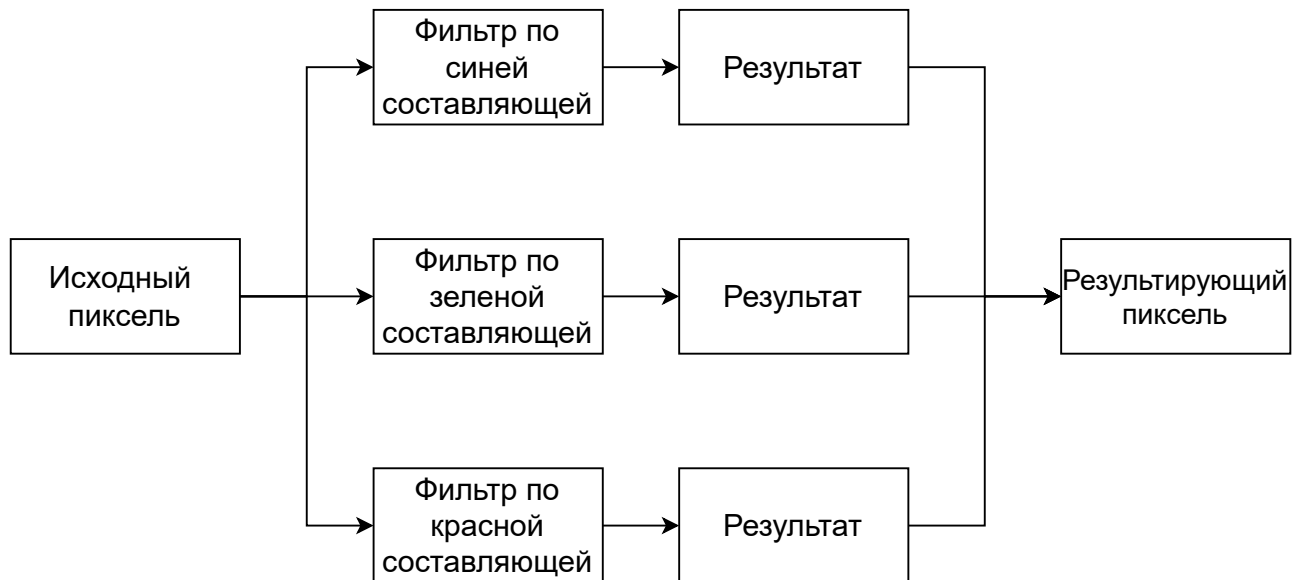 Фильтр по
синей
составляющей
Результат
Исходный
пиксель
Фильтр по
зеленой
составляющей
Результат
Результирующий
пиксель
Фильтр по
красной
составляющей
Результат